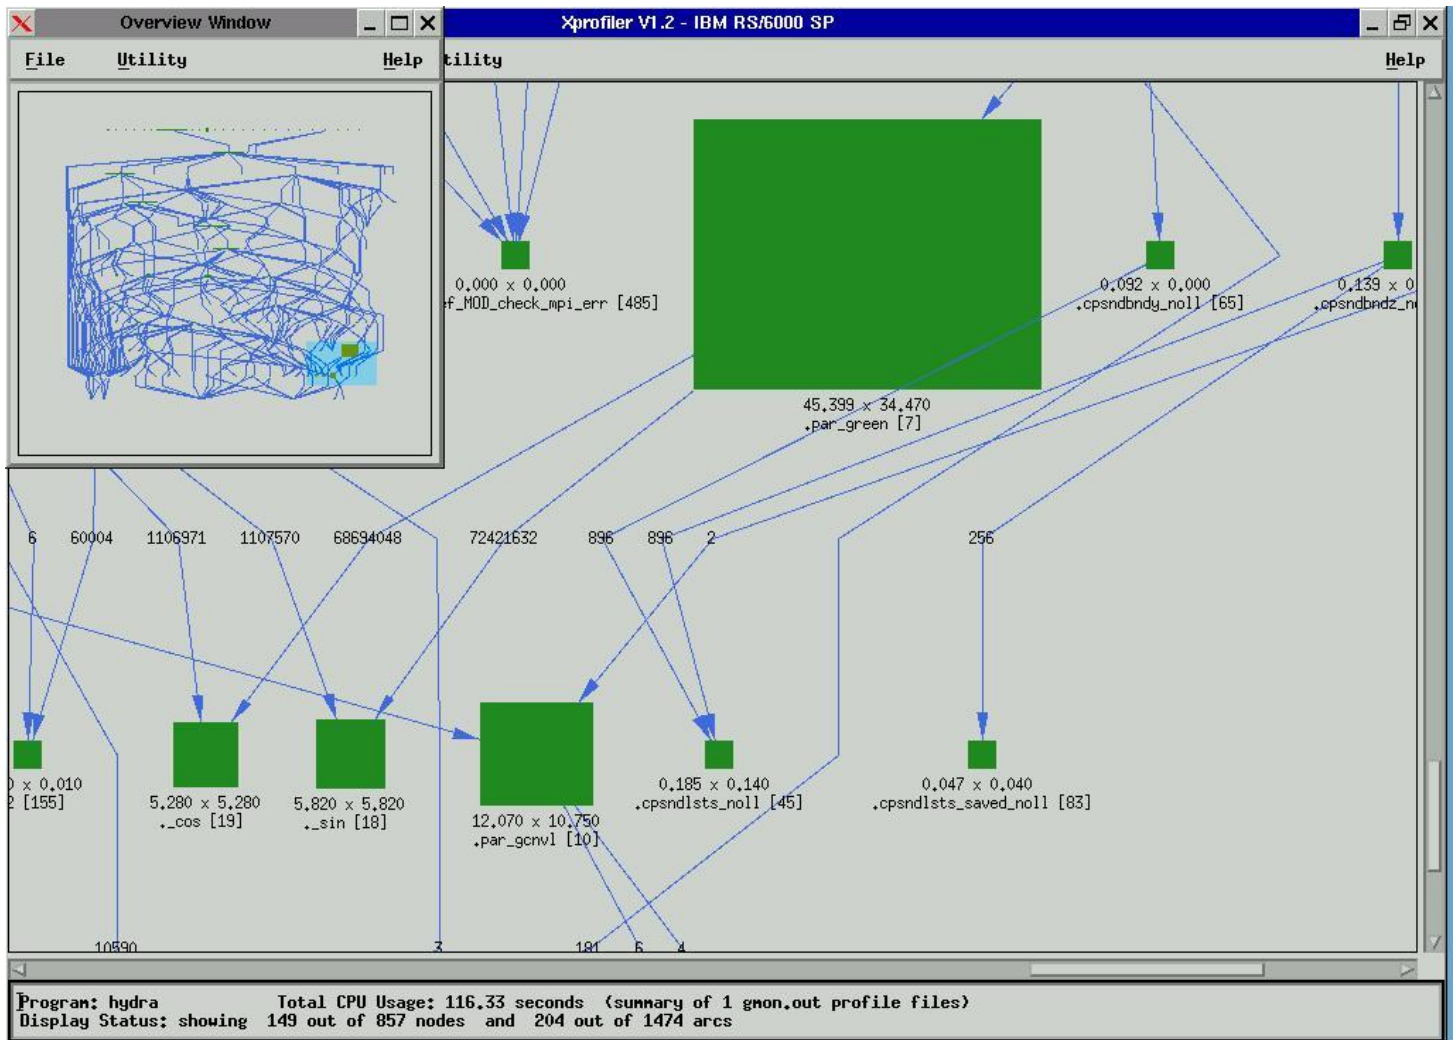 Overview Window
Xprofiler V1.2 - IBM RS/6000 SP
File Utility Help
tility Help
0.000 x 0.000
f_MOD_check_mpi_err [485]
0.092 x 0.000
.cpsndbndy_noll [65]
0.139 x 0
.cpsndbndz_n
45.399 x 34.470
.par_green [7]
6 60004 1106971 1107570 68694048 72421632 896 896 2 256
0 x 0.010
2 [155]
5.280 x 5.280
._cos [19]
5.820 x 5.820
._sin [18]
12.070 x 10.750
.par_gcnvl [10]
0.185 x 0.140
.cpsndlsts_noll [45]
0.047 x 0.040
.cpsndlsts_saved_noll [83]
10590 3 181 6 4
Program: hydra Total CPU Usage: 116.33 seconds (summary of 1 gmon.out profile files)
Display Status: showing 149 out of 857 nodes and 204 out of 1474 arcs